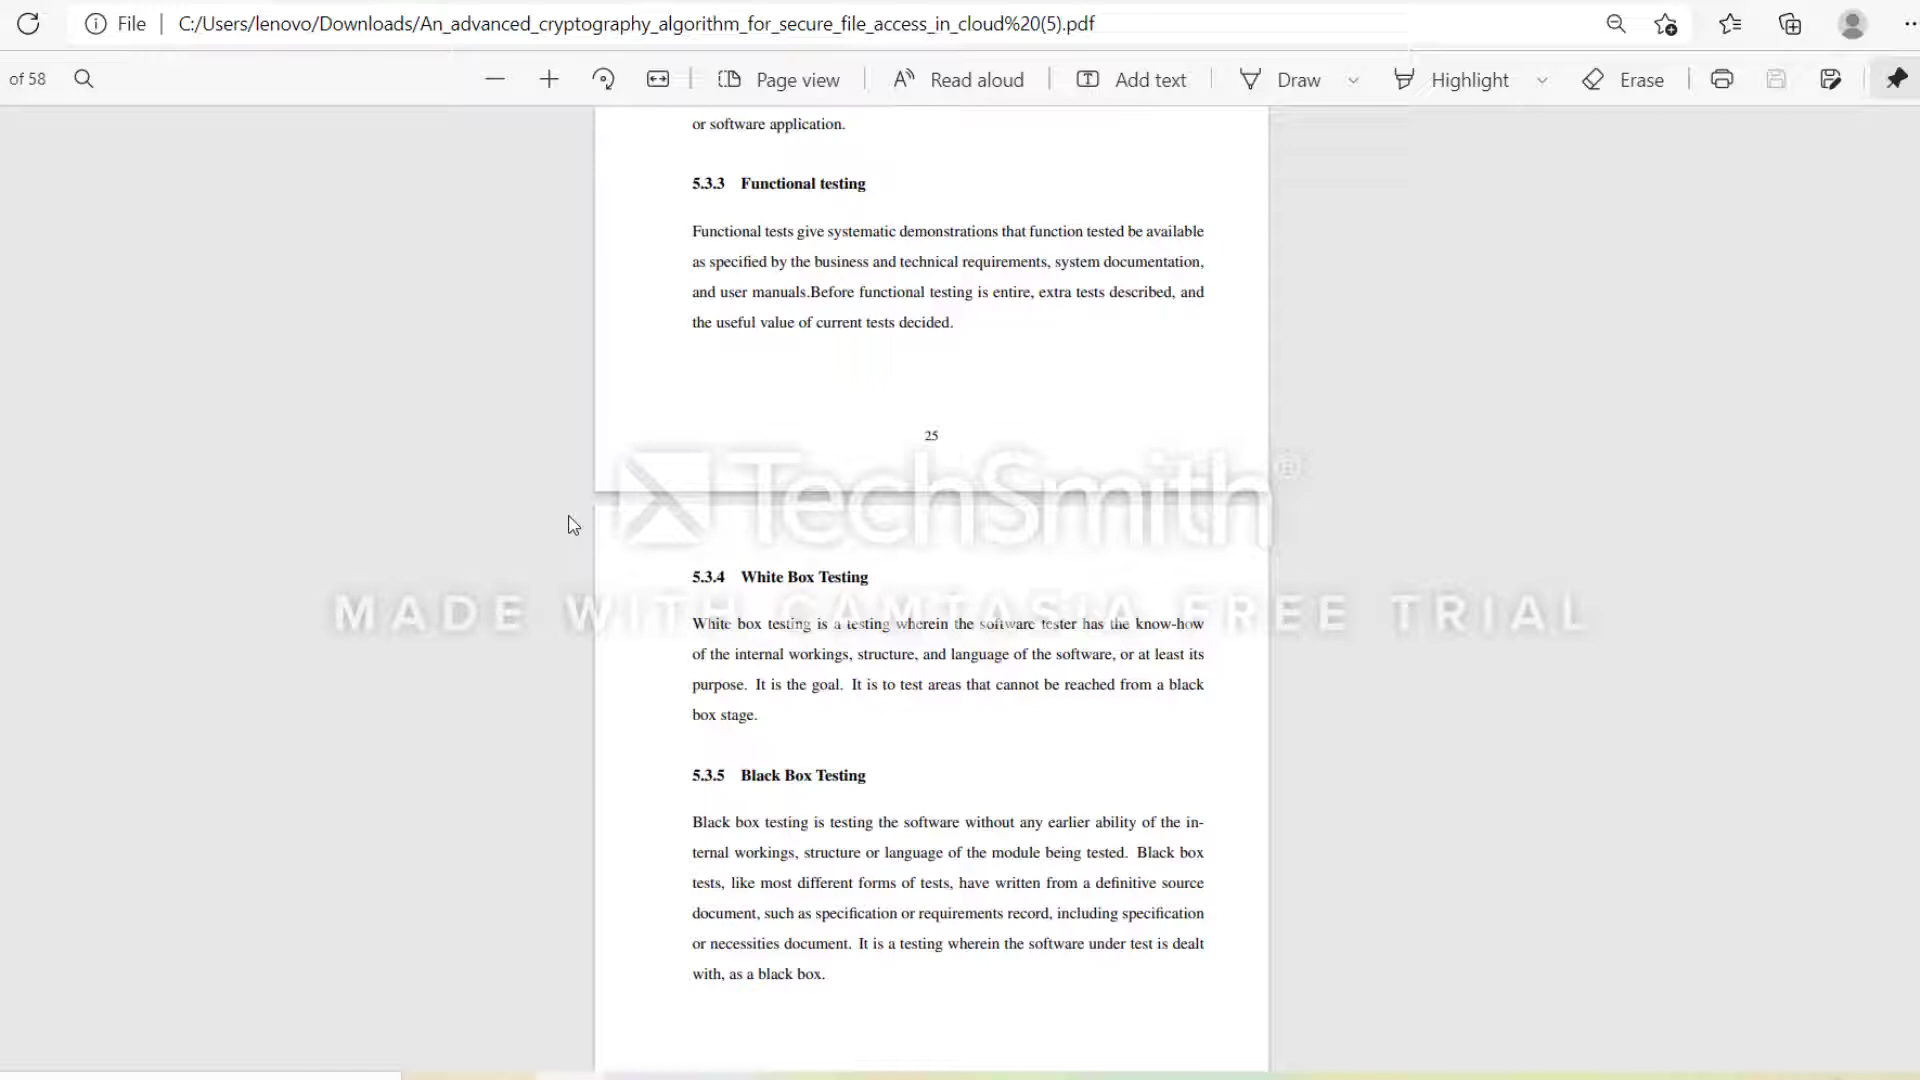 File
C:/Users/lenovo/Downloads/An_advanced_cryptography_algorithm_for_secure_file_access_in_cloud%20(5).pdf
of 58
Page view
Read aloud
Add text
Draw
Highlight
Erase
or software application.
5.3.3 Functional testing
Functional tests give systematic demonstrations that function tested be available
as specified by the business and technical requirements, system documentation,
and user manuals.Before functional testing is entire, extra tests described, and
the useful value of current tests decided.
25
TechSmith®
5.3.4 White Box Testing
MADE WITH CAMTASIA FREE TRIAL
White box testing is a testing wherein the software tester has the know-how
of the internal workings, structure, and language of the software, or at least its
purpose. It is the goal. It is to test areas that cannot be reached from a black
box stage.
5.3.5 Black Box Testing
Black box testing is testing the software without any earlier ability of the in-
ternal workings, structure or language of the module being tested. Black box
tests, like most different forms of tests, have written from a definitive source
document, such as specification or requirements record, including specification
or necessities document. It is a testing wherein the software under test is dealt
with, as a black box.